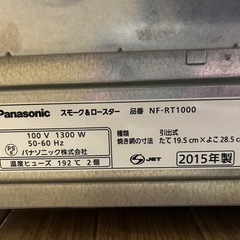 Panasonic スモーク&ロースター 品番 NF-RT1000
100 V 1300 W
50-60 Hz
PS
E
パナソニック株式会社
温度ヒューズ 192℃ 2個
種類 引出式
焼き網の寸法 たて 19.5 cm×よこ 28.5 c
S JET 2015年製